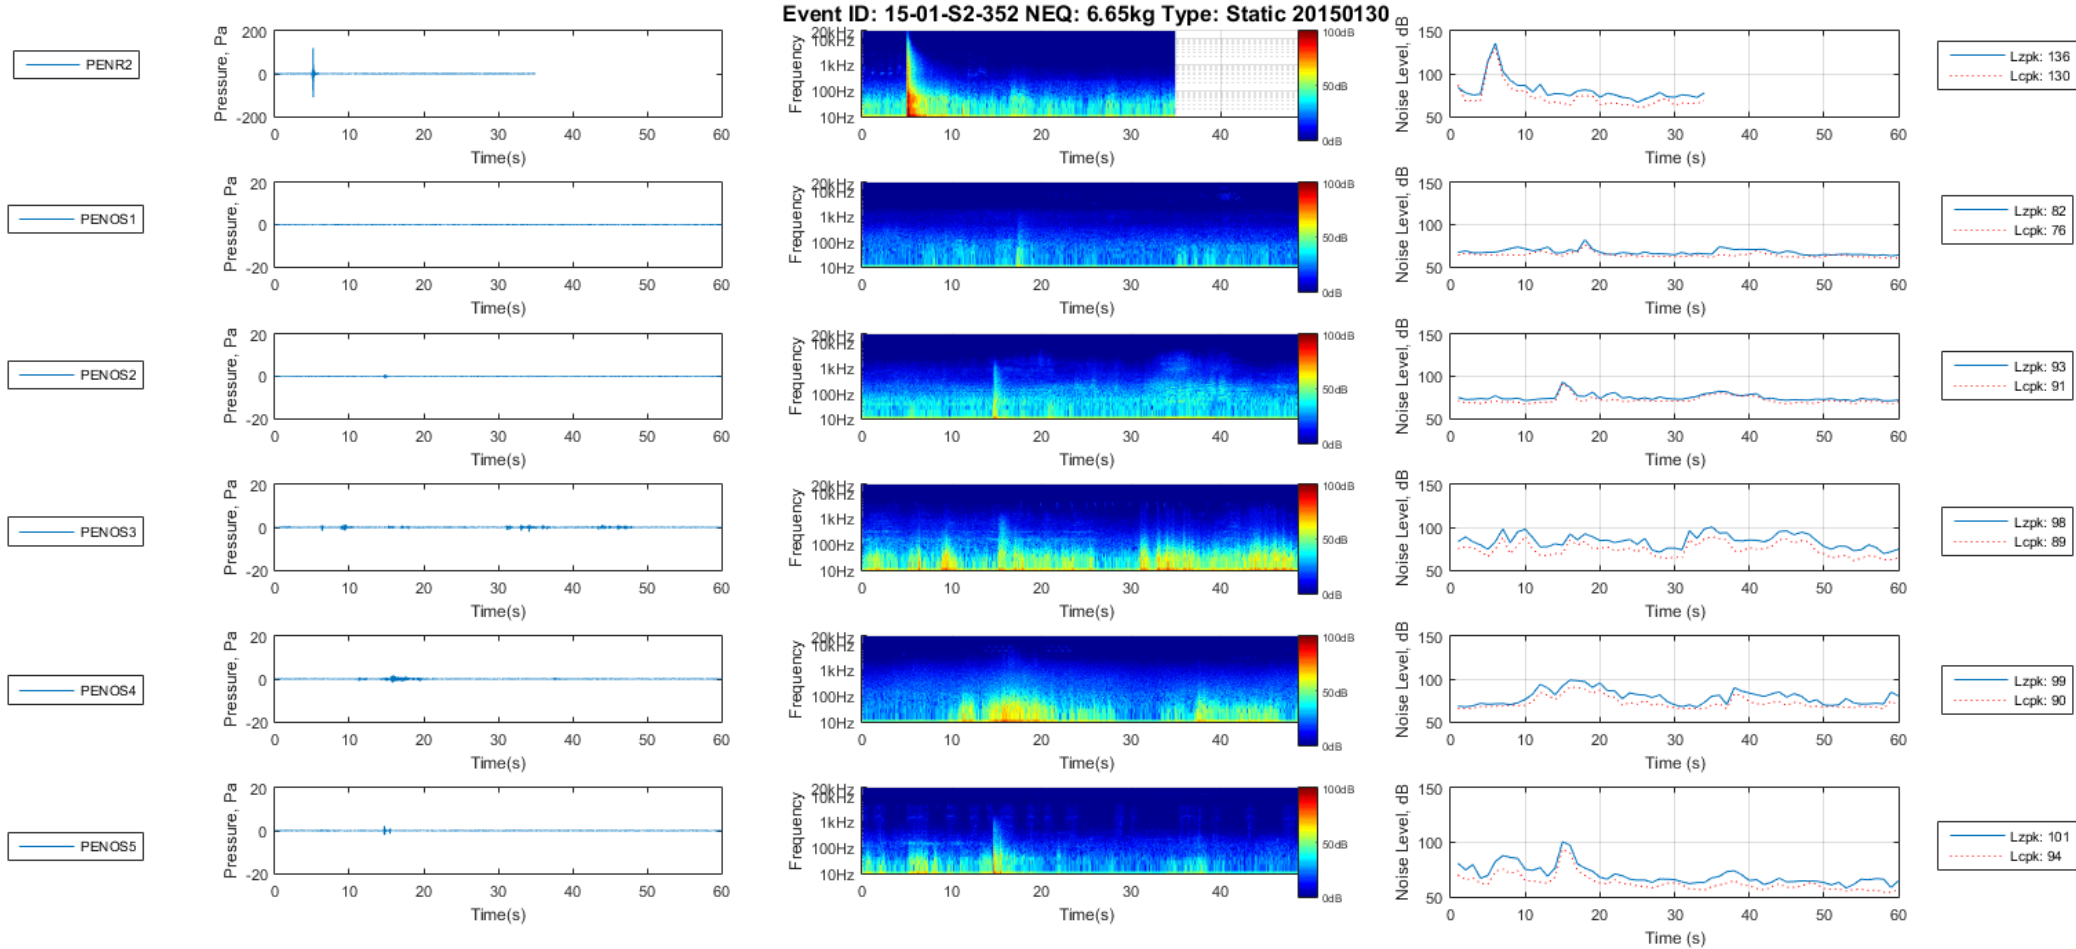 Event ID: 15-01-S2-352 NEQ: 6.65kg Type: Static 20150130
PENR2
Pressure, Pa
200
0
-200
0 10 20 30 40 50 60
Time(s)
Frequency
20kHz
10kHz
1kHz
100Hz
10Hz
0 10 20 30 40
Time(s)
100dB
50dB
0dB
Noise Level, dB
150
100
50
0 10 20 30 40 50 60
Time (s)
Lzpk: 136
Lcpk: 130
PENOS1
Pressure, Pa
20
0
-20
0 10 20 30 40 50 60
Time(s)
Frequency
20kHz
10kHz
1kHz
100Hz
10Hz
0 10 20 30 40
Time(s)
100dB
50dB
0dB
Noise Level, dB
150
100
50
0 10 20 30 40 50 60
Time (s)
Lzpk: 82
Lcpk: 76
PENOS2
Pressure, Pa
20
0
-20
0 10 20 30 40 50 60
Time(s)
Frequency
20kHz
10kHz
1kHz
100Hz
10Hz
0 10 20 30 40
Time(s)
100dB
50dB
0dB
Noise Level, dB
150
100
50
0 10 20 30 40 50 60
Time (s)
Lzpk: 93
Lcpk: 91
PENOS3
Pressure, Pa
20
0
-20
0 10 20 30 40 50 60
Time(s)
Frequency
20kHz
10kHz
1kHz
100Hz
10Hz
0 10 20 30 40
Time(s)
100dB
50dB
0dB
Noise Level, dB
150
100
50
0 10 20 30 40 50 60
Time (s)
Lzpk: 98
Lcpk: 89
PENOS4
Pressure, Pa
20
0
-20
0 10 20 30 40 50 60
Time(s)
Frequency
20kHz
10kHz
1kHz
100Hz
10Hz
0 10 20 30 40
Time(s)
100dB
50dB
0dB
Noise Level, dB
150
100
50
0 10 20 30 40 50 60
Time (s)
Lzpk: 99
Lcpk: 90
PENOS5
Pressure, Pa
20
0
-20
0 10 20 30 40 50 60
Time(s)
Frequency
20kHz
10kHz
1kHz
100Hz
10Hz
0 10 20 30 40
Time(s)
100dB
50dB
0dB
Noise Level, dB
150
100
50
0 10 20 30 40 50 60
Time (s)
Lzpk: 101
Lcpk: 94